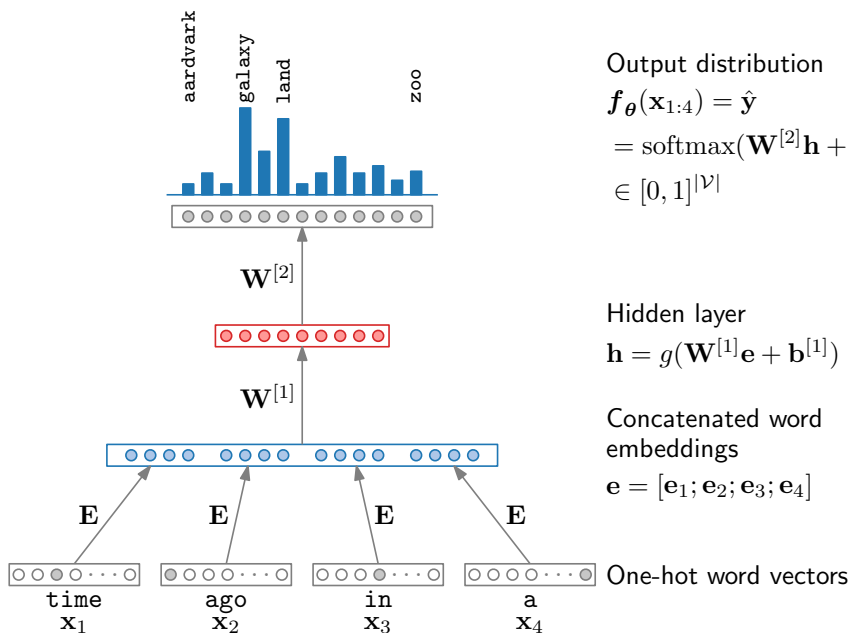 aardvark
galaxy
land
zoo
Output distribution
f_θ(x_{1:4}) = ŷ
= softmax(W^{[2]}h +
∈ [0, 1]^{|𝒱|}
W^{[2]}
Hidden layer
h = g(W^{[1]}e + b^{[1]})
W^{[1]}
Concatenated word
embeddings
e = [e_1; e_2; e_3; e_4]
E E E E
One-hot word vectors
time ago in a
x_1 x_2 x_3 x_4